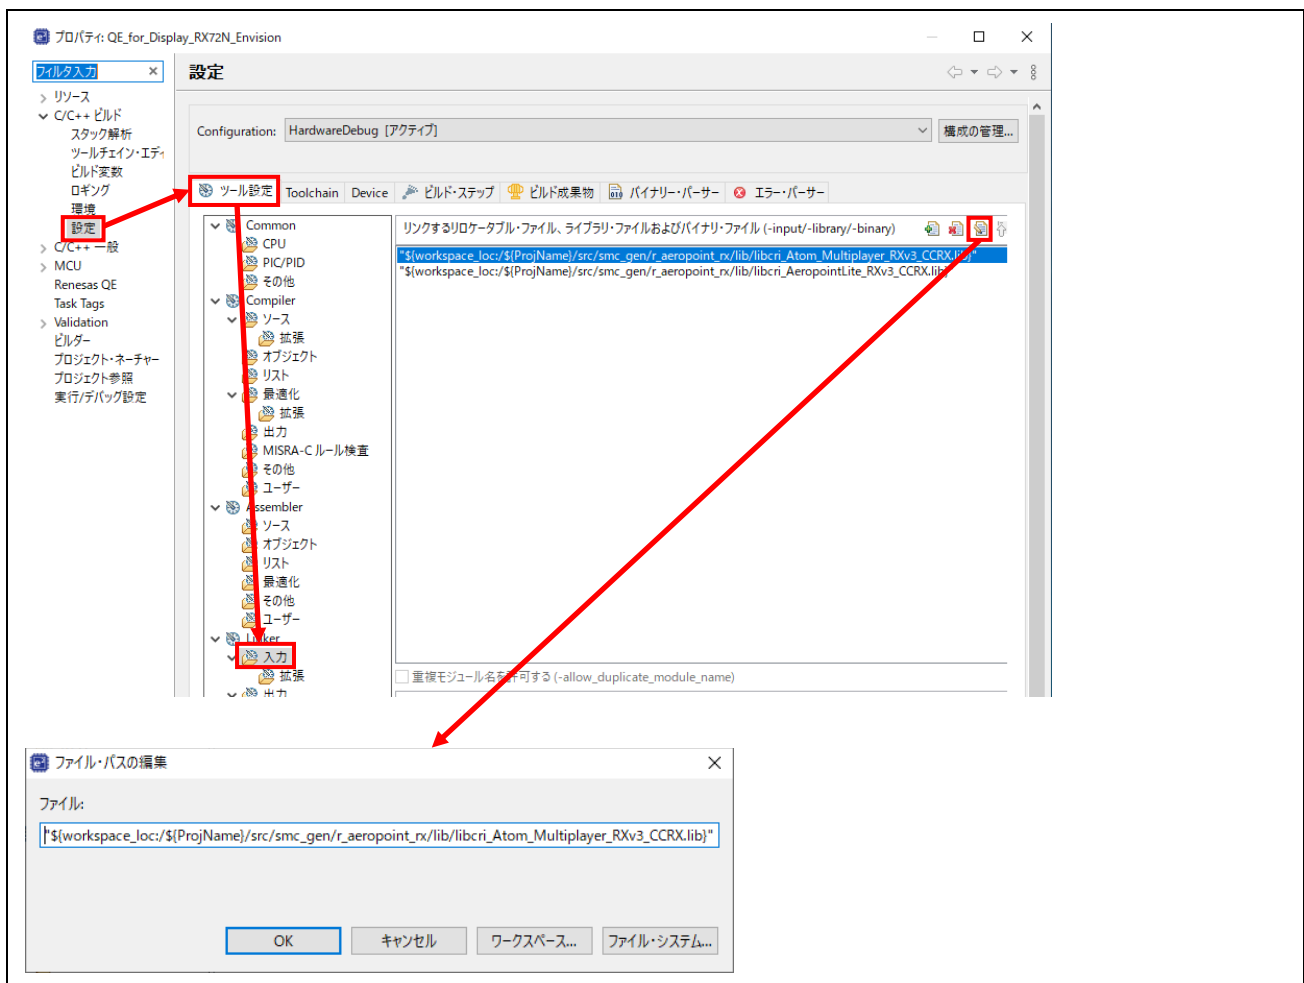 プロパティ: QE_for_Display_RX72N_Envision
フィルタ入力
設定
リソース
C/C++ ビルド
スタック解析
ツールチェイン・エディ
ビルド変数
ロギング
環境
設定
C/C++ 一般
MCU
Renesas QE
Task Tags
Validation
ビルダー
プロジェクト・ネーチャー
プロジェクト参照
実行/デバッグ設定
Configuration: HardwareDebug [アクティブ]
構成の管理...
ツール設定 Toolchain Device ビルド・ステップ ビルド成果物 バイナリー・パーサー エラー・パーサー
Common
CPU
PIC/PID
その他
Compiler
ソース
拡張
オブジェクト
リスト
最適化
拡張
出力
MISRA-C ルール検査
その他
ユーザー
Assembler
ソース
オブジェクト
リスト
最適化
その他
ユーザー
Linker
入力
拡張
出力
リンクするリロケータブル・ファイル、ライブラリ・ファイルおよびバイナリ・ファイル (-input/-library/-binary)
"${workspace_loc:/${ProjName}/src/smc_gen/r_aeropoint_rx/lib/libcri_Atom_Multiplayer_RXv3_CCRX.lib}"
"${workspace_loc:/${ProjName}/src/smc_gen/r_aeropoint_rx/lib/libcri_AeropointLite_RXv3_CCRX.lib}"
重複モジュール名を許可する (-allow_duplicate_module_name)
ファイル・パスの編集
ファイル:
"${workspace_loc:/${ProjName}/src/smc_gen/r_aeropoint_rx/lib/libcri_Atom_Multiplayer_RXv3_CCRX.lib}"
OK キャンセル ワークスペース... ファイル・システム...